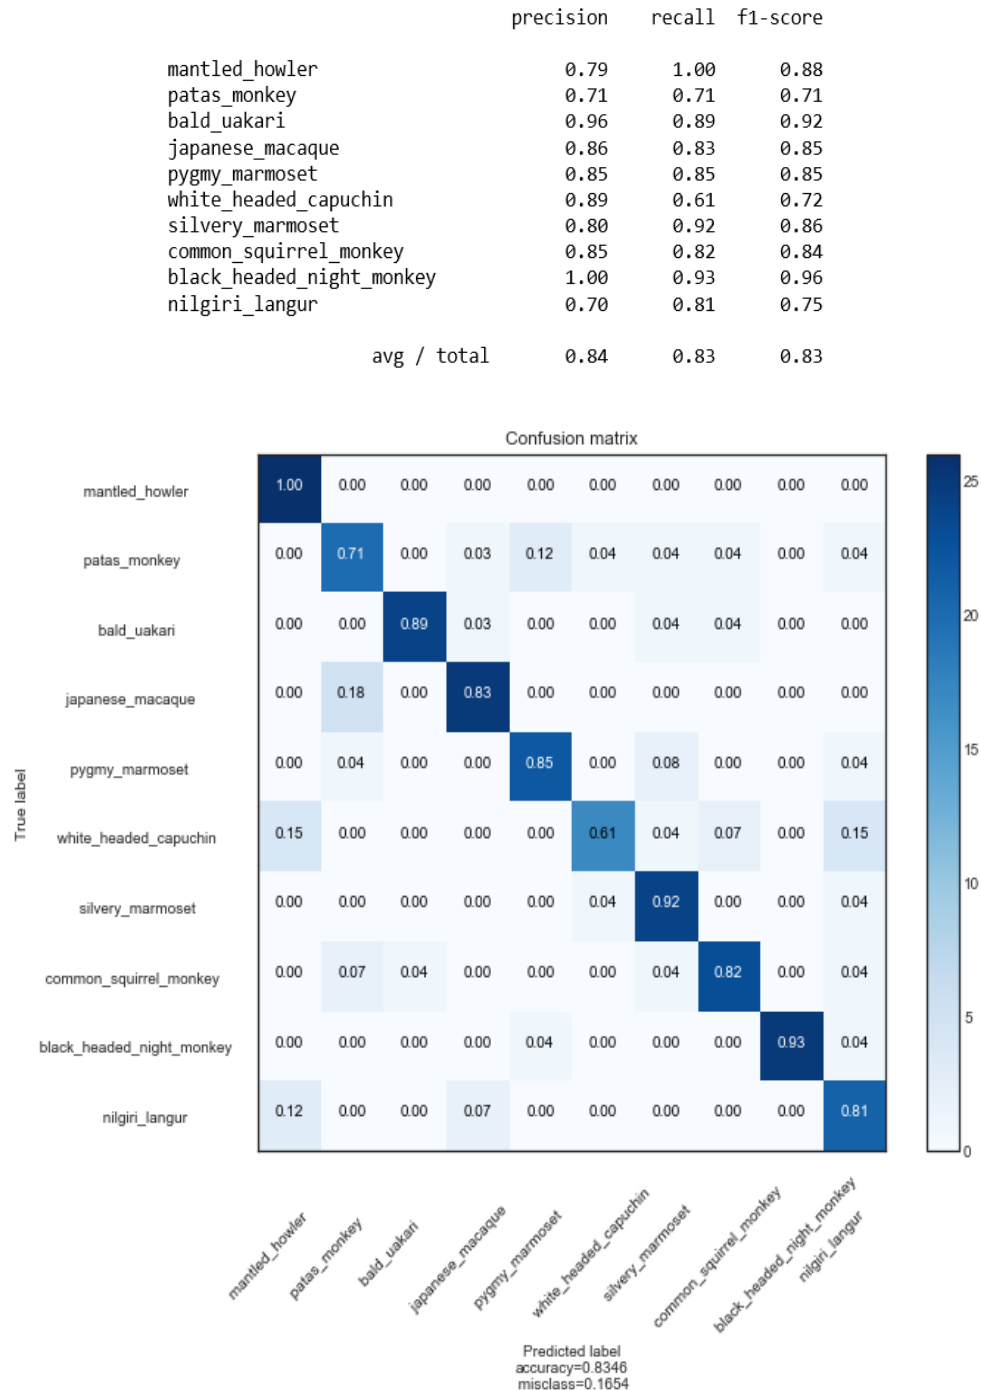 precision recall f1-score
mantled_howler 0.79 1.00 0.88
patas_monkey 0.71 0.71 0.71
bald_uakari 0.96 0.89 0.92
japanese_macaque 0.86 0.83 0.85
pygmy_marmoset 0.85 0.85 0.85
white_headed_capuchin 0.89 0.61 0.72
silvery_marmoset 0.80 0.92 0.86
common_squirrel_monkey 0.85 0.82 0.84
black_headed_night_monkey 1.00 0.93 0.96
nilgiri_langur 0.70 0.81 0.75
avg / total 0.84 0.83 0.83
Confusion matrix
True label
mantled_howler 1.00 0.00 0.00 0.00 0.00 0.00 0.00 0.00 0.00 0.00
patas_monkey 0.00 0.71 0.00 0.03 0.12 0.04 0.04 0.04 0.00 0.04
bald_uakari 0.00 0.00 0.89 0.03 0.00 0.00 0.04 0.04 0.00 0.00
japanese_macaque 0.00 0.18 0.00 0.83 0.00 0.00 0.00 0.00 0.00 0.00
pygmy_marmoset 0.00 0.04 0.00 0.00 0.85 0.00 0.08 0.00 0.00 0.04
white_headed_capuchin 0.15 0.00 0.00 0.00 0.00 0.61 0.04 0.07 0.00 0.15
silvery_marmoset 0.00 0.00 0.00 0.00 0.00 0.04 0.92 0.00 0.00 0.04
common_squirrel_monkey 0.00 0.07 0.04 0.00 0.00 0.00 0.04 0.82 0.00 0.04
black_headed_night_monkey 0.00 0.00 0.00 0.00 0.04 0.00 0.00 0.00 0.93 0.04
nilgiri_langur 0.12 0.00 0.00 0.07 0.00 0.00 0.00 0.00 0.00 0.81
25
20
15
10
5
0
mantled_howler
patas_monkey
bald_uakari
japanese_macaque
pygmy_marmoset
white_headed_capuchin
silvery_marmoset
common_squirrel_monkey
black_headed_night_monkey
nilgiri_langur
Predicted label
accuracy=0.8346
misclass=0.1654